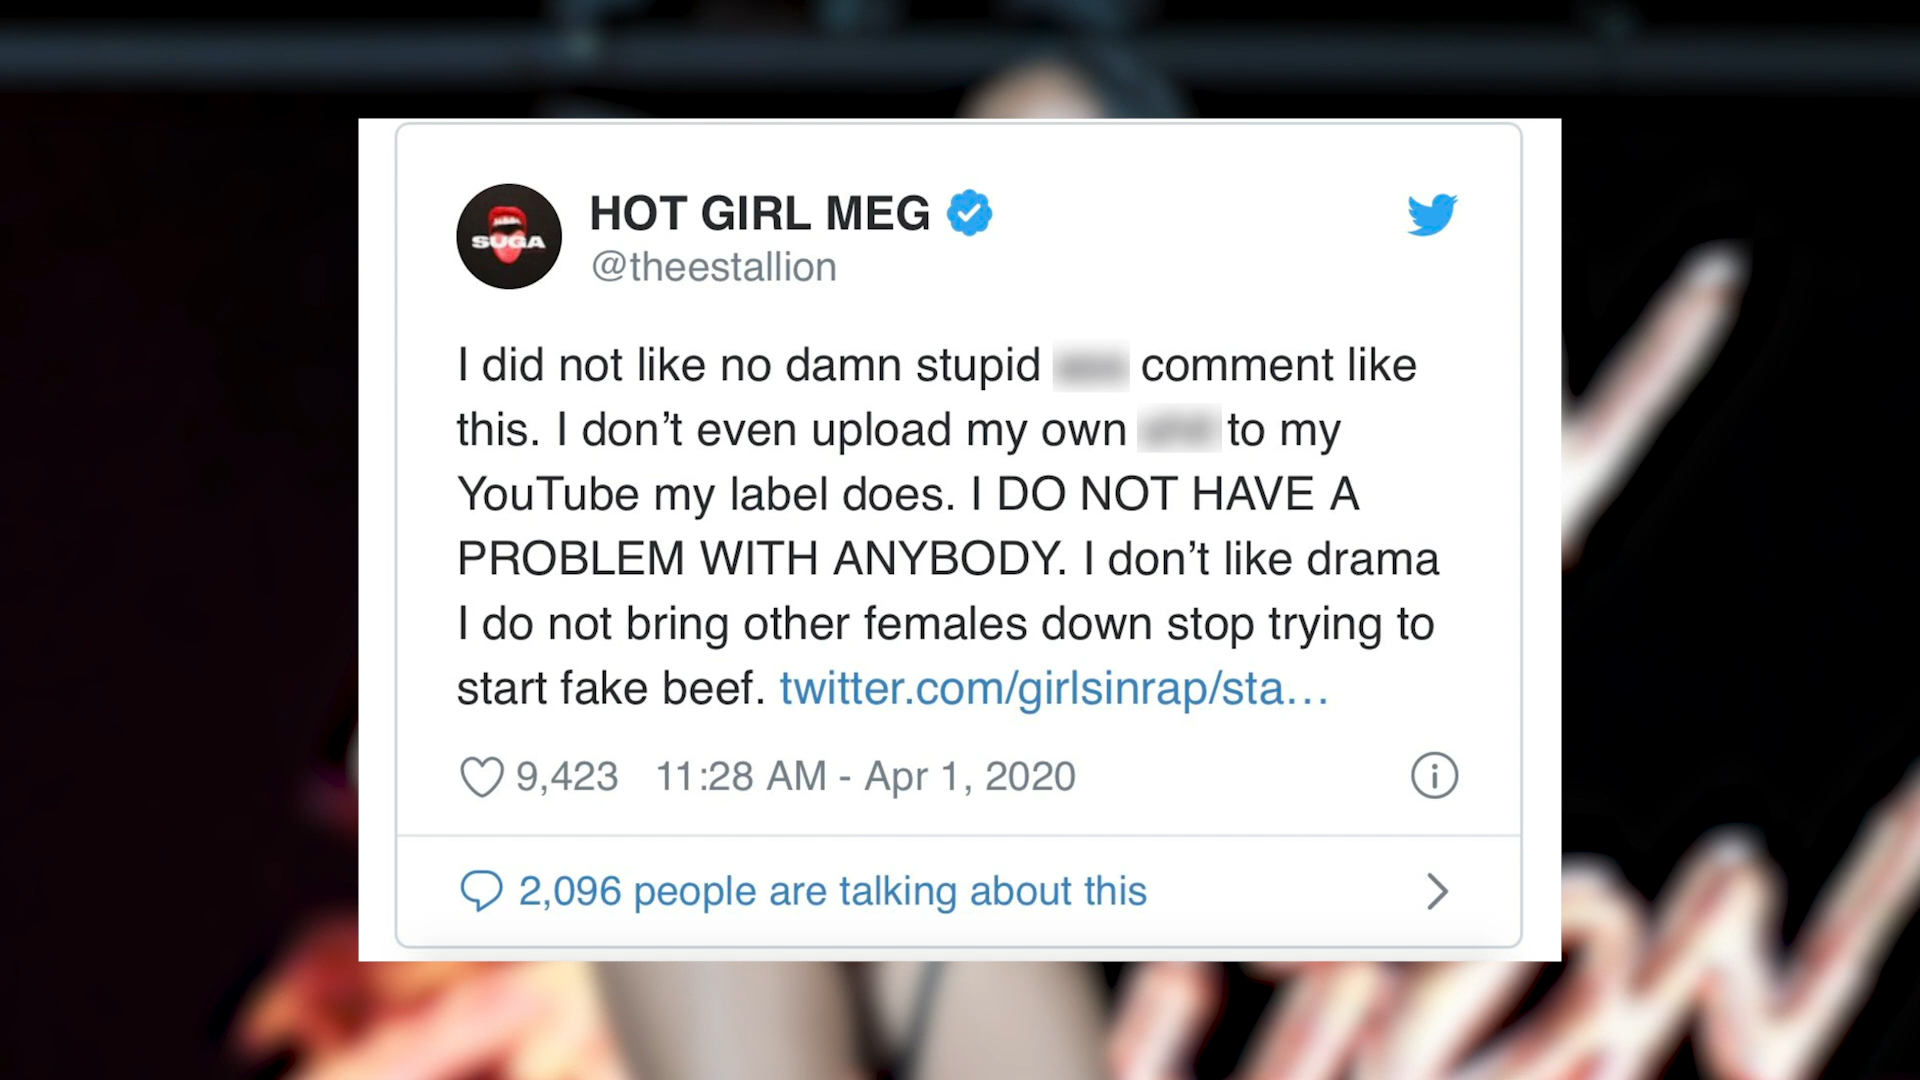 SUGA
HOT GIRL MEG
@theestallion
I did not like no damn stupid comment like
this. I don’t even upload my own to my
YouTube my label does. I DO NOT HAVE A
PROBLEM WITH ANYBODY. I don’t like drama
I do not bring other females down stop trying to
start fake beef. twitter.com/girlsinrap/sta…
9,423 11:28 AM - Apr 1, 2020
2,096 people are talking about this